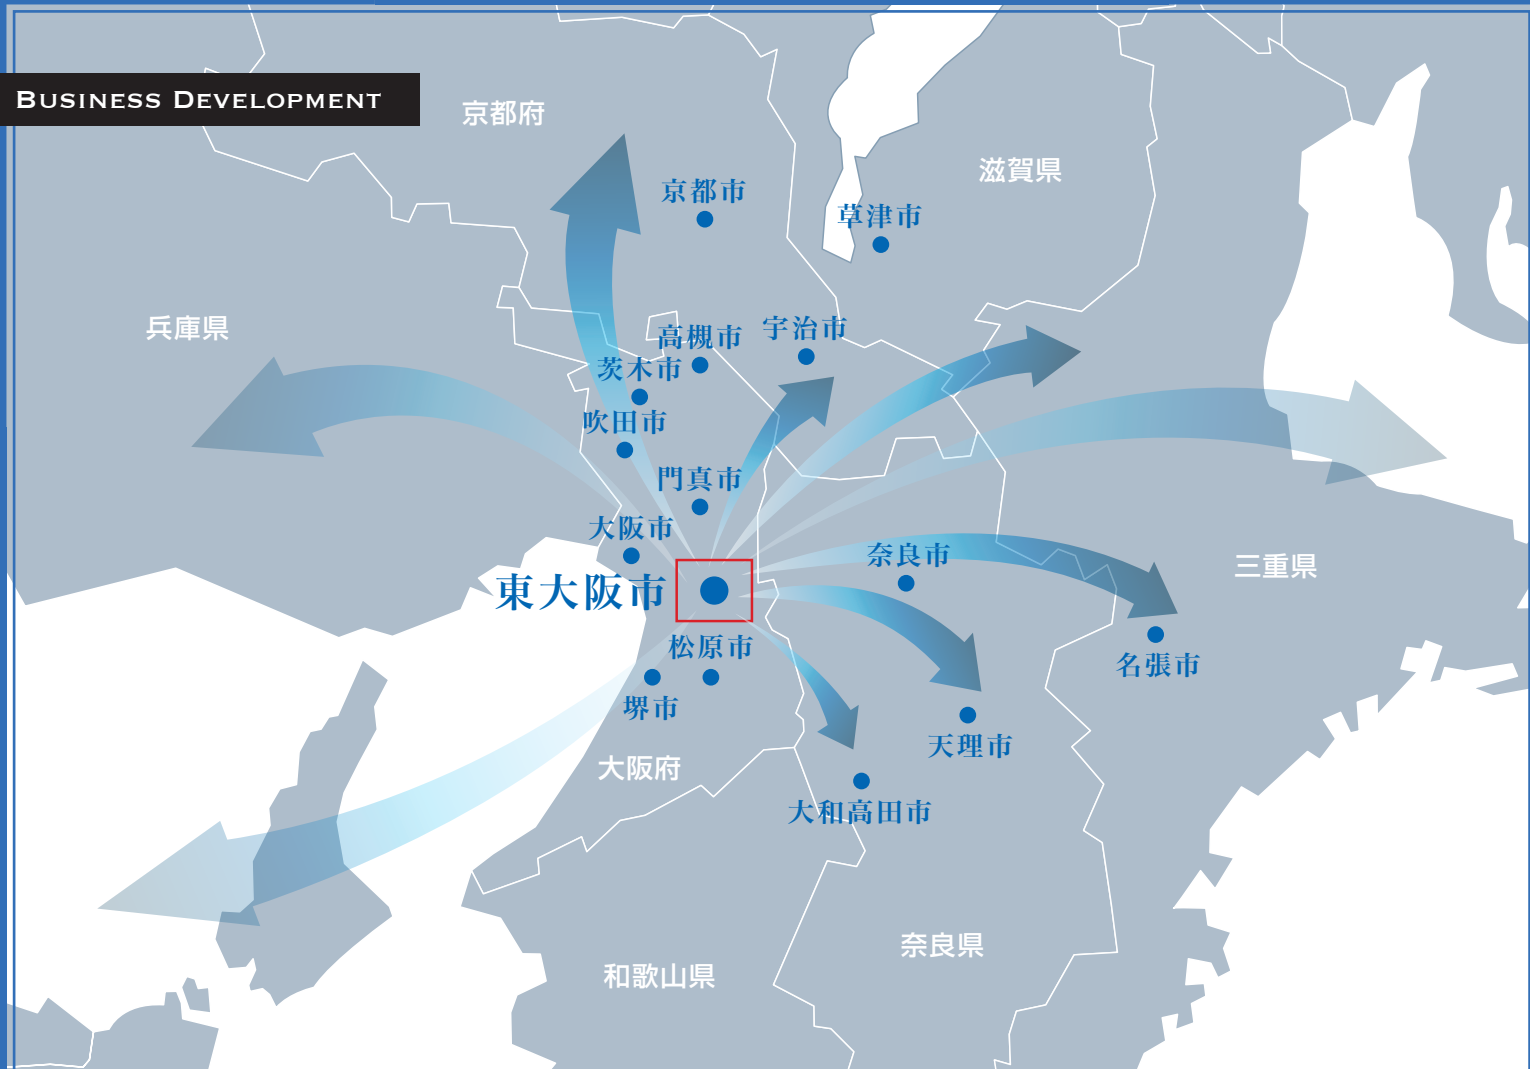 BUSINESS DEVELOPMENT
京都府
滋賀県
京都市
草津市
兵庫県
高槻市
宇治市
茨木市
吹田市
門真市
大阪市
奈良市
三重県
東大阪市
松原市
名張市
堺市
天理市
大阪府
大和高田市
奈良県
和歌山県